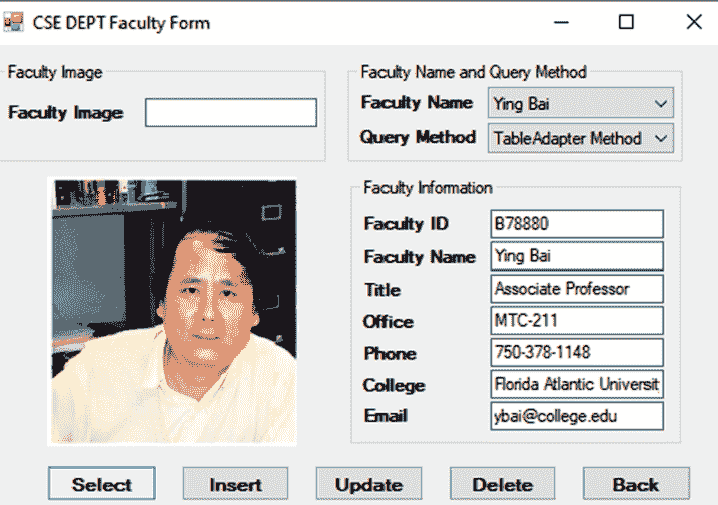 CSE DEPT Faculty Form
Faculty Image
Faculty Image
Faculty Name and Query Method
Faculty Name Ying Bai
Query Method TableAdapter Method
Faculty Information
Faculty ID B78880
Faculty Name Ying Bai
Title Associate Professor
Office MTC-211
Phone 750-378-1148
College Florida Atlantic Universit
Email ybai@college.edu
Select Insert Update Delete Back